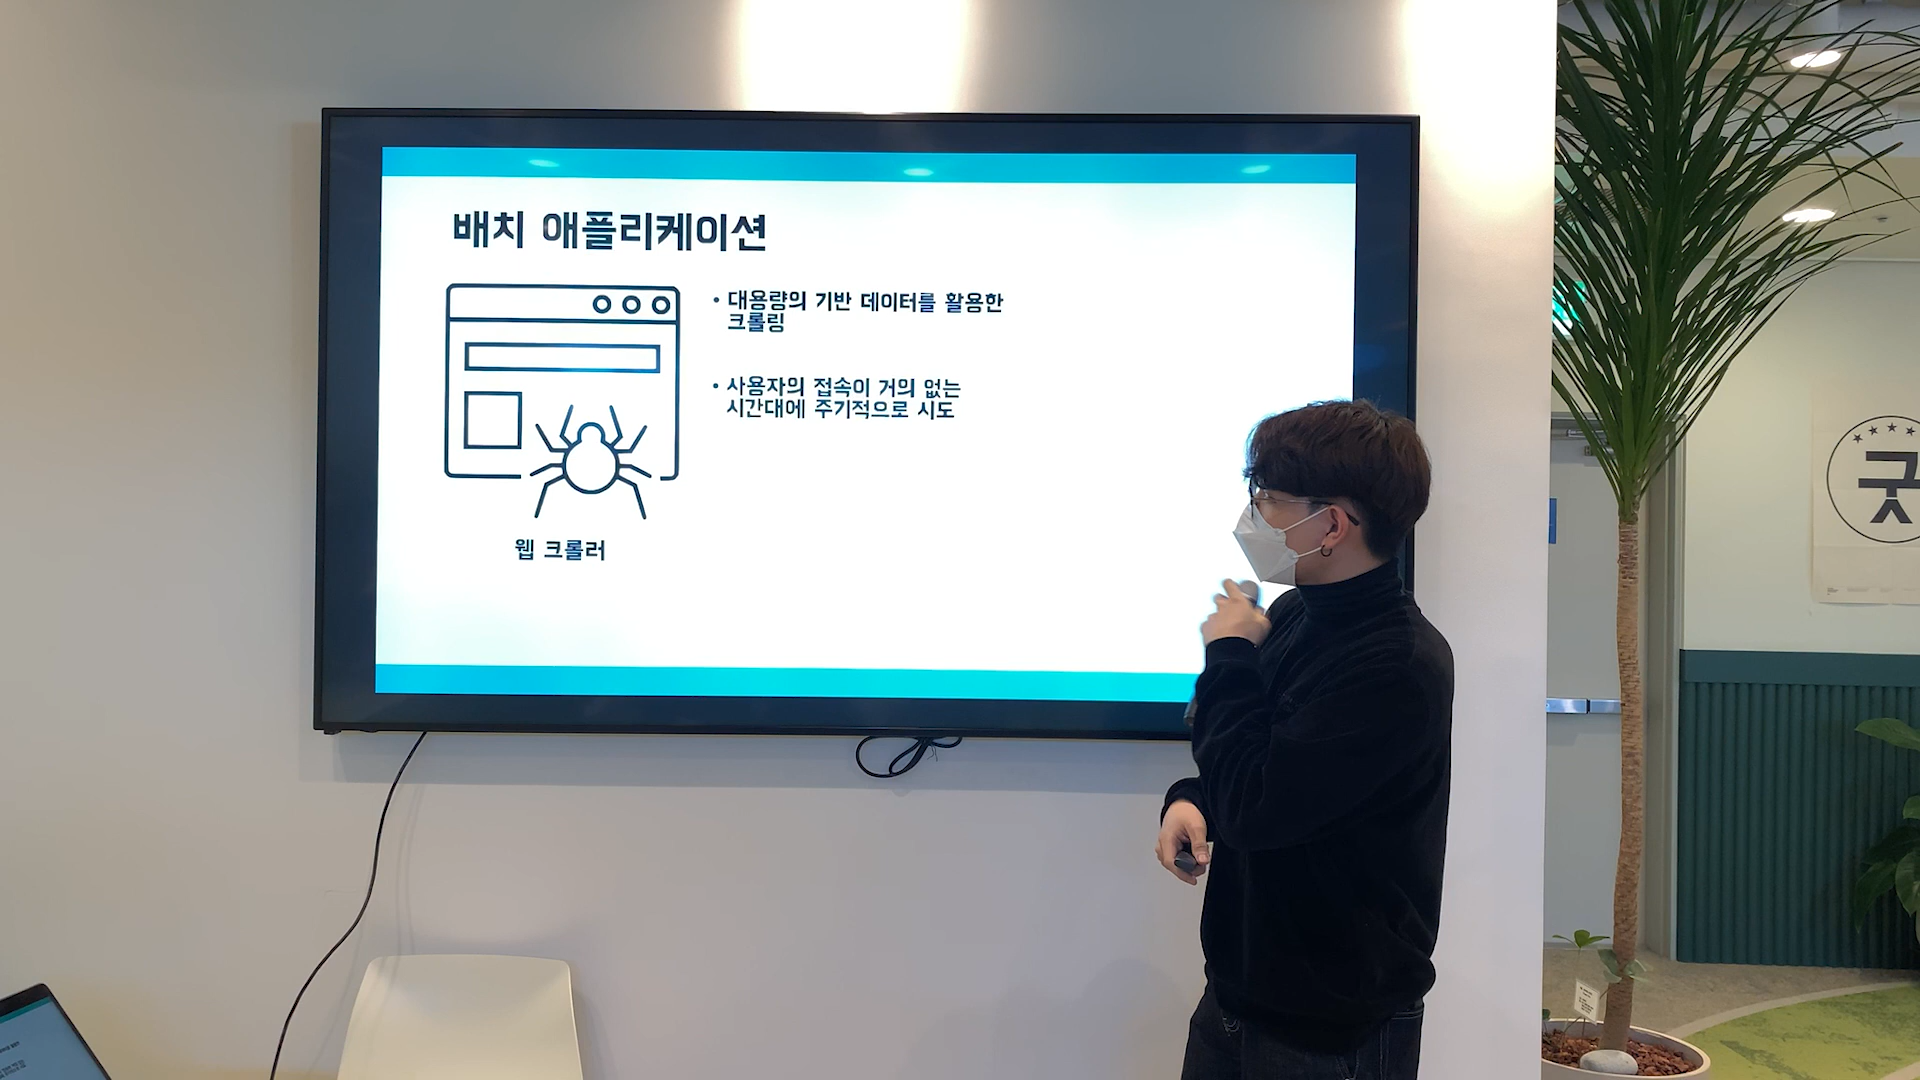 배치 애플리케이션
• 대용량의 기반 데이터를 활용한
크롤링
• 사용자의 접속이 거의 없는
시간대에 주기적으로 시도
웹 크롤러
굿